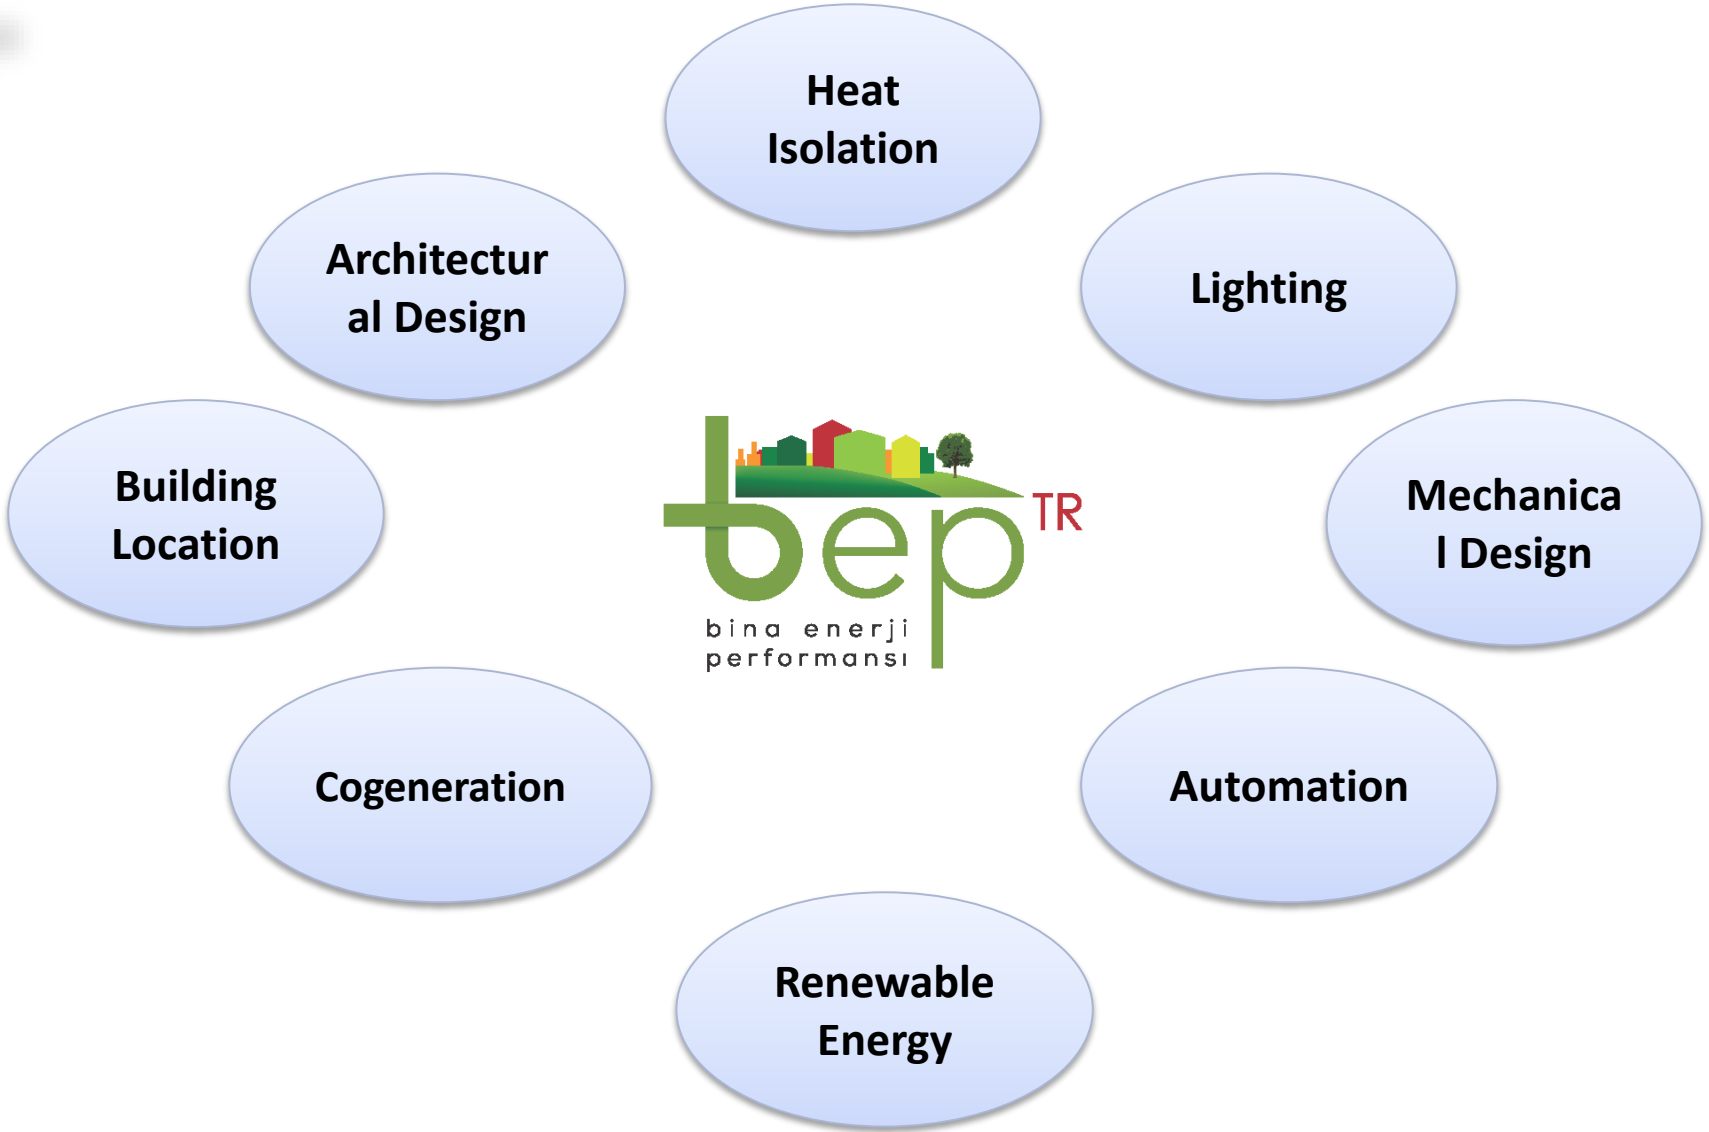 Heat
Isolation
Architectur
al Design
Lighting
Building
Location
Mechanica
l Design
bep TR
bina enerji
performansı
Cogeneration
Automation
Renewable
Energy